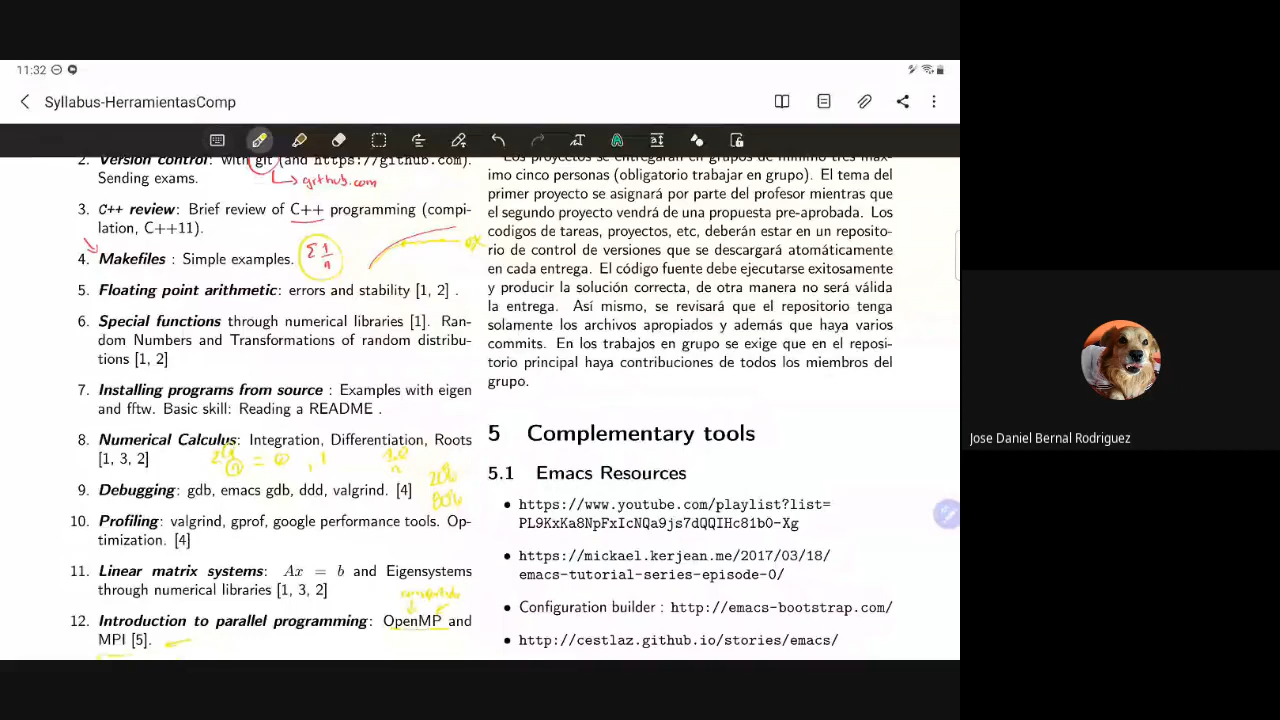 11:32
Syllabus-HerramientasComp
2. Version control: with git (and https://github.com).
Sending exams.
github.com
3. C++ review: Brief review of C++ programming (compi-
lation, C++11).
4. Makefiles : Simple examples.
Σ 1/n
5. Floating point arithmetic: errors and stability [1, 2] .
6. Special functions through numerical libraries [1]. Ran-
dom Numbers and Transformations of random distribu-
tions [1, 2]
7. Installing programs from source : Examples with eigen
and fftw. Basic skill: Reading a README .
8. Numerical Calculus: Integration, Differentiation, Roots
[1, 3, 2]
20%
80%
9. Debugging: gdb, emacs gdb, ddd, valgrind. [4]
10. Profiling: valgrind, gprof, google performance tools. Op-
timization. [4]
11. Linear matrix systems: Ax = b and Eigensystems
through numerical libraries [1, 3, 2]
12. Introduction to parallel programming: OpenMP and
MPI [5].
Los proyectos se entregarán en grupos de mínimo tres máx-
imo cinco personas (obligatorio trabajar en grupo). El tema del
primer proyecto se asignará por parte del profesor mientras que
el segundo proyecto vendrá de una propuesta pre-aprobada. Los
codigos de tareas, proyectos, etc, deberán estar en un reposito-
rio de control de versiones que se descargará atomáticamente
en cada entrega. El código fuente debe ejecutarse exitosamente
y producir la solución correcta, de otra manera no será válida
la entrega. Así mismo, se revisará que el repositorio tenga
solamente los archivos apropiados y además que haya varios
commits. En los trabajos en grupo se exige que en el reposi-
torio principal haya contribuciones de todos los miembros del
grupo.
5 Complementary tools
5.1 Emacs Resources
• https://www.youtube.com/playlist?list=
PL9KxKa8NpFxIcNQa9js7dQQIHc81b0-Xg
• https://mickael.kerjean.me/2017/03/18/
emacs-tutorial-series-episode-0/
• Configuration builder : http://emacs-bootstrap.com/
• http://cestlaz.github.io/stories/emacs/
Jose Daniel Bernal Rodriguez